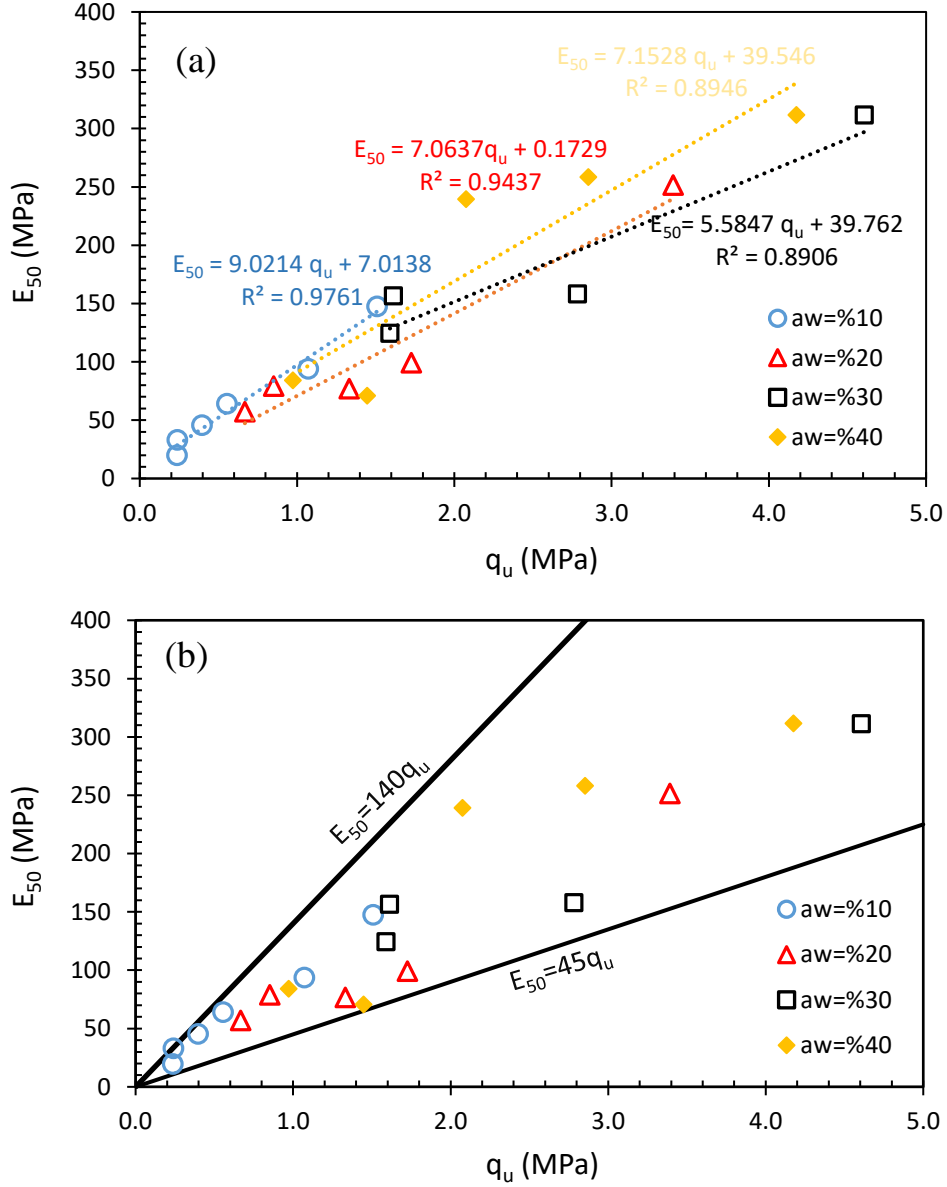 (a)
400
350
300
250
200
150
100
50
0
E50 (MPa)
E50 = 7.1528 qu + 39.546
R² = 0.8946
E50 = 7.0637qu + 0.1729
R² = 0.9437
E50= 5.5847 qu + 39.762
R² = 0.8906
E50 = 9.0214 qu + 7.0138
R² = 0.9761
aw=%10
aw=%20
aw=%30
aw=%40
0.0 1.0 2.0 3.0 4.0 5.0
qu (MPa)
(b)
400
350
300
250
200
150
100
50
0
E50 (MPa)
E50=140qu
E50=45qu
aw=%10
aw=%20
aw=%30
aw=%40
0.0 1.0 2.0 3.0 4.0 5.0
qu (MPa)